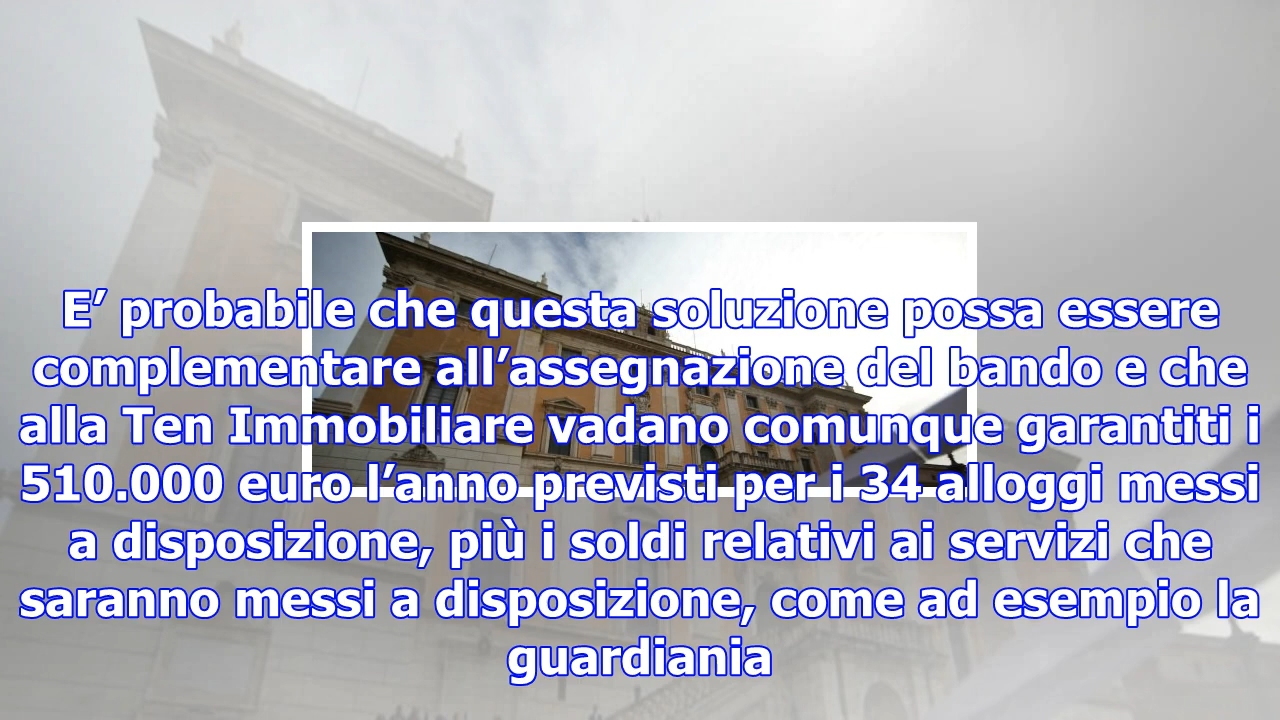 E’ probabile che questa soluzione possa essere
complementare all’assegnazione del bando e che
alla Ten Immobiliare vadano comunque garantiti i
510.000 euro l’anno previsti per i 34 alloggi messi
a disposizione, più i soldi relativi ai servizi che
saranno messi a disposizione, come ad esempio la
guardiania